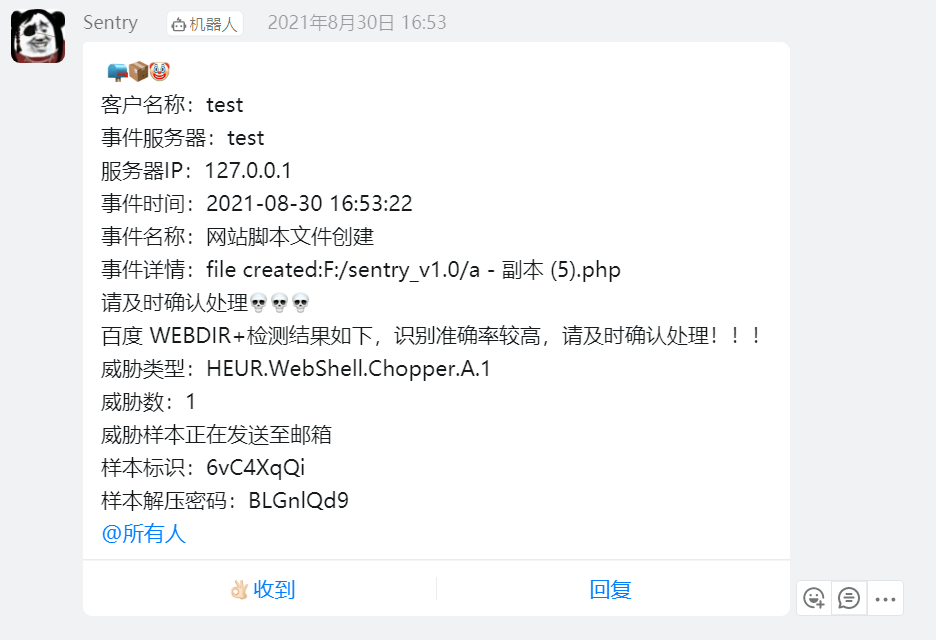 Sentry 机器人 2021年8月30日 16:53
📪📦🤡
客户名称：test
事件服务器：test
服务器IP：127.0.0.1
事件时间：2021-08-30 16:53:22
事件名称：网站脚本文件创建
事件详情：file created:F:/sentry_v1.0/a - 副本 (5).php
请及时确认处理💀💀💀
百度 WEBDIR+检测结果如下，识别准确率较高，请及时确认处理！！！
威胁类型：HEUR.WebShell.Chopper.A.1
威胁数：1
威胁样本正在发送至邮箱
样本标识：6vC4XqQi
样本解压密码：BLGnlQd9
@所有人
👌🏻收到 回复